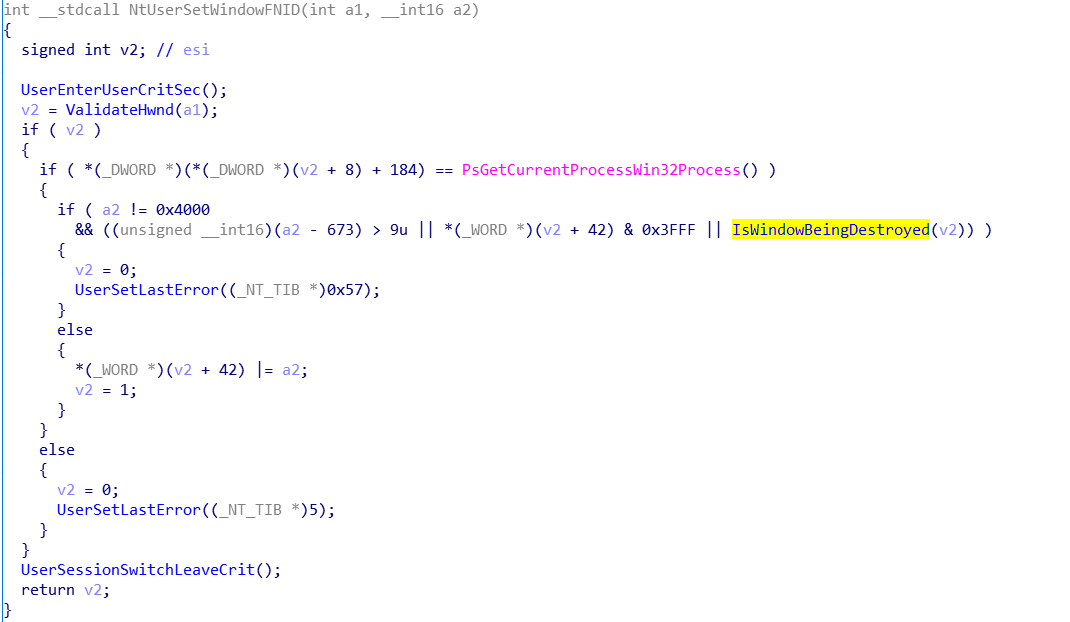 int __stdcall NtUserSetWindowFNID(int a1, __int16 a2)
{
  signed int v2; // esi

  UserEnterUserCritSec();
  v2 = ValidateHwnd(a1);
  if ( v2 )
  {
    if ( *(_DWORD *)(*(_DWORD *)(v2 + 8) + 184) == PsGetCurrentProcessWin32Process() )
    {
      if ( a2 != 0x4000
        && ((unsigned __int16)(a2 - 673) > 9u || *(_WORD *)(v2 + 42) & 0x3FFF || IsWindowBeingDestroyed(v2)) )
      {
        v2 = 0;
        UserSetLastError((_NT_TIB *)0x57);
      }
      else
      {
        *(_WORD *)(v2 + 42) |= a2;
        v2 = 1;
      }
    }
    else
    {
      v2 = 0;
      UserSetLastError((_NT_TIB *)5);
    }
  }
  UserSessionSwitchLeaveCrit();
  return v2;
}